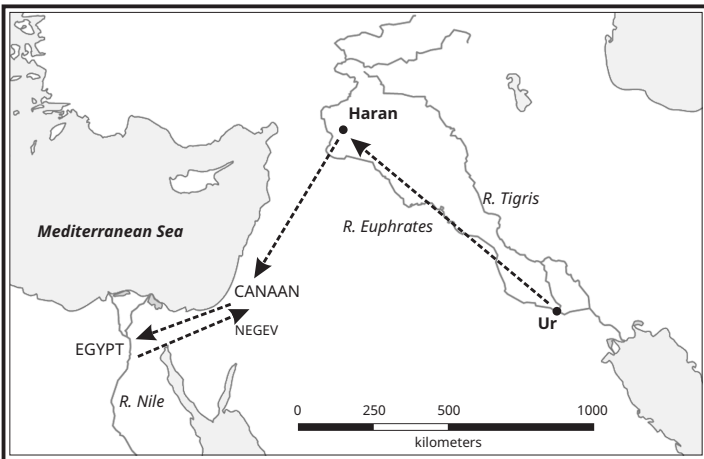 Haran
R. Tigris
R. Euphrates
Mediterranean Sea
CANAAN
NEGEV
Ur
EGYPT
R. Nile
0 250 500 1000
kilometers